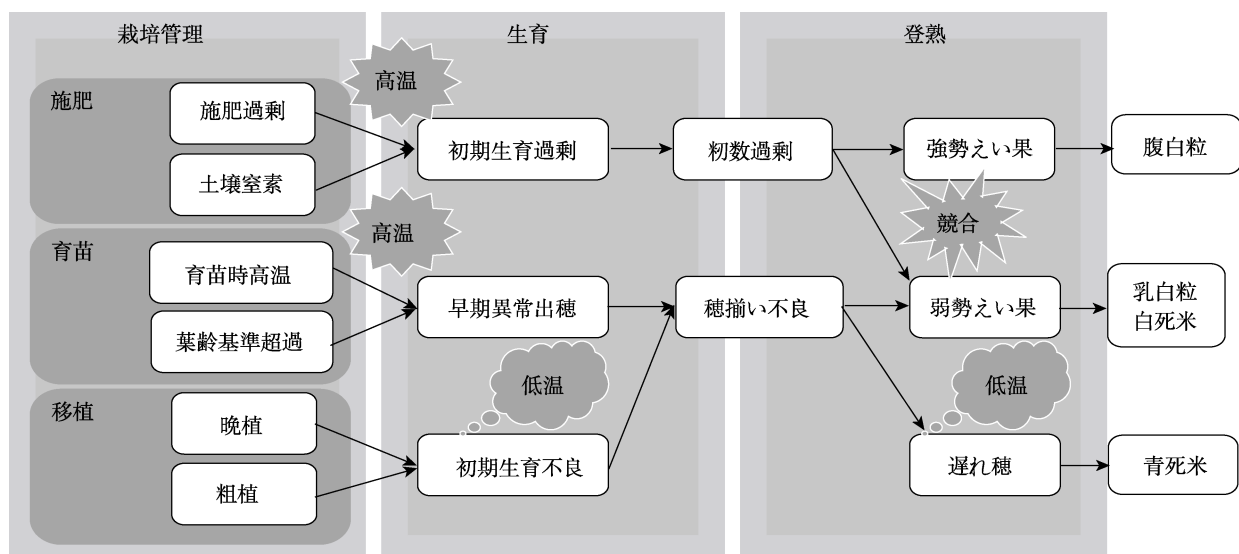 栽培管理
生育
登熟
施肥
施肥過剰
土壌窒素
高温
初期生育過剰
籾数過剰
強勢えい果
腹白粒
競合
育苗
育苗時高温
葉齢基準超過
高温
早期異常出穂
穂揃い不良
弱勢えい果
乳白粒
白死米
移植
晩植
粗植
低温
初期生育不良
低温
遅れ穂
青死米